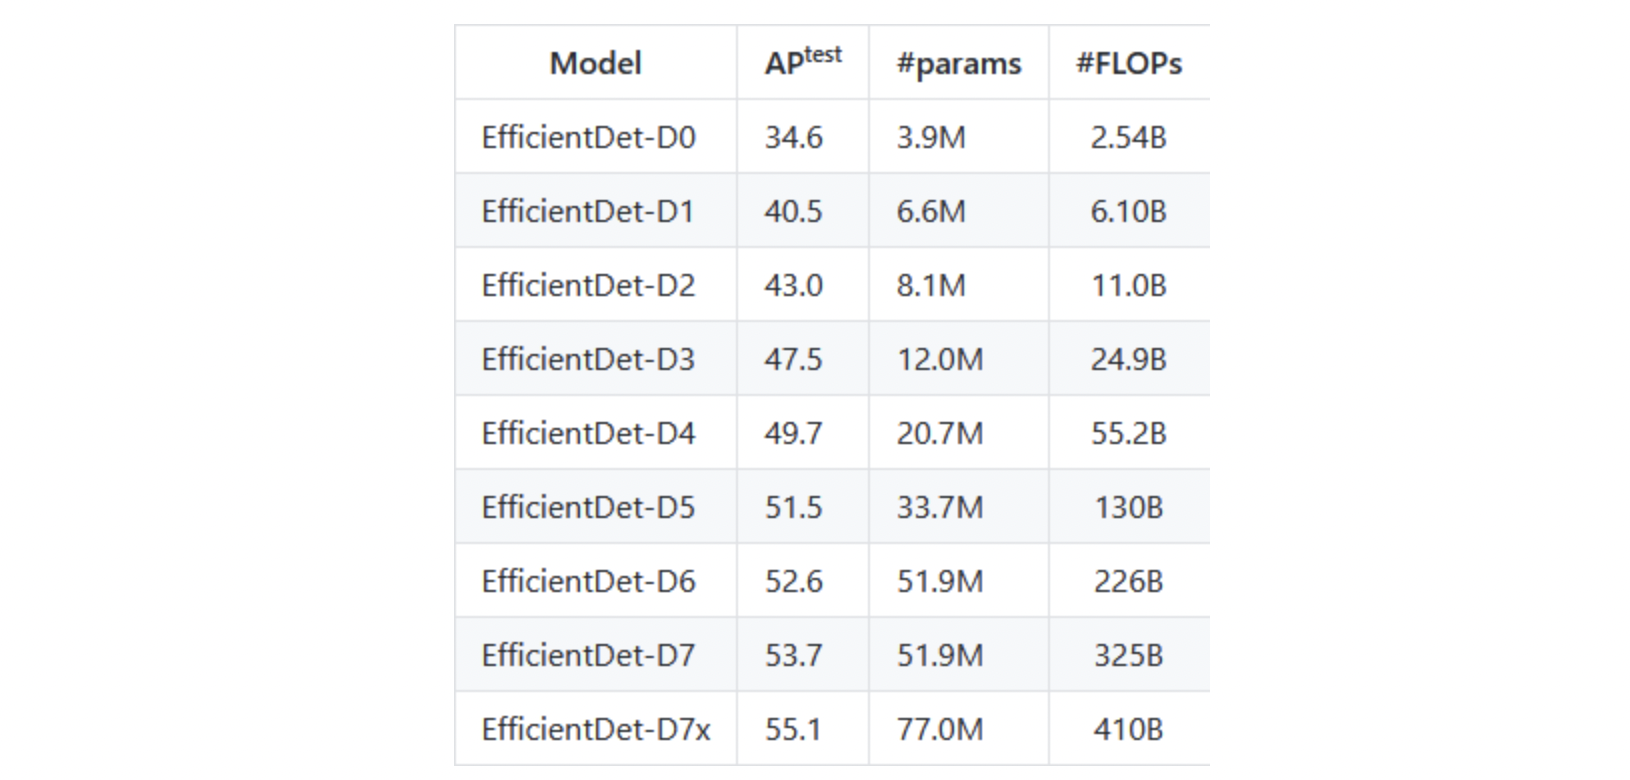 Model AP^test #params #FLOPs
EfficientDet-D0 34.6 3.9M 2.54B
EfficientDet-D1 40.5 6.6M 6.10B
EfficientDet-D2 43.0 8.1M 11.0B
EfficientDet-D3 47.5 12.0M 24.9B
EfficientDet-D4 49.7 20.7M 55.2B
EfficientDet-D5 51.5 33.7M 130B
EfficientDet-D6 52.6 51.9M 226B
EfficientDet-D7 53.7 51.9M 325B
EfficientDet-D7x 55.1 77.0M 410B